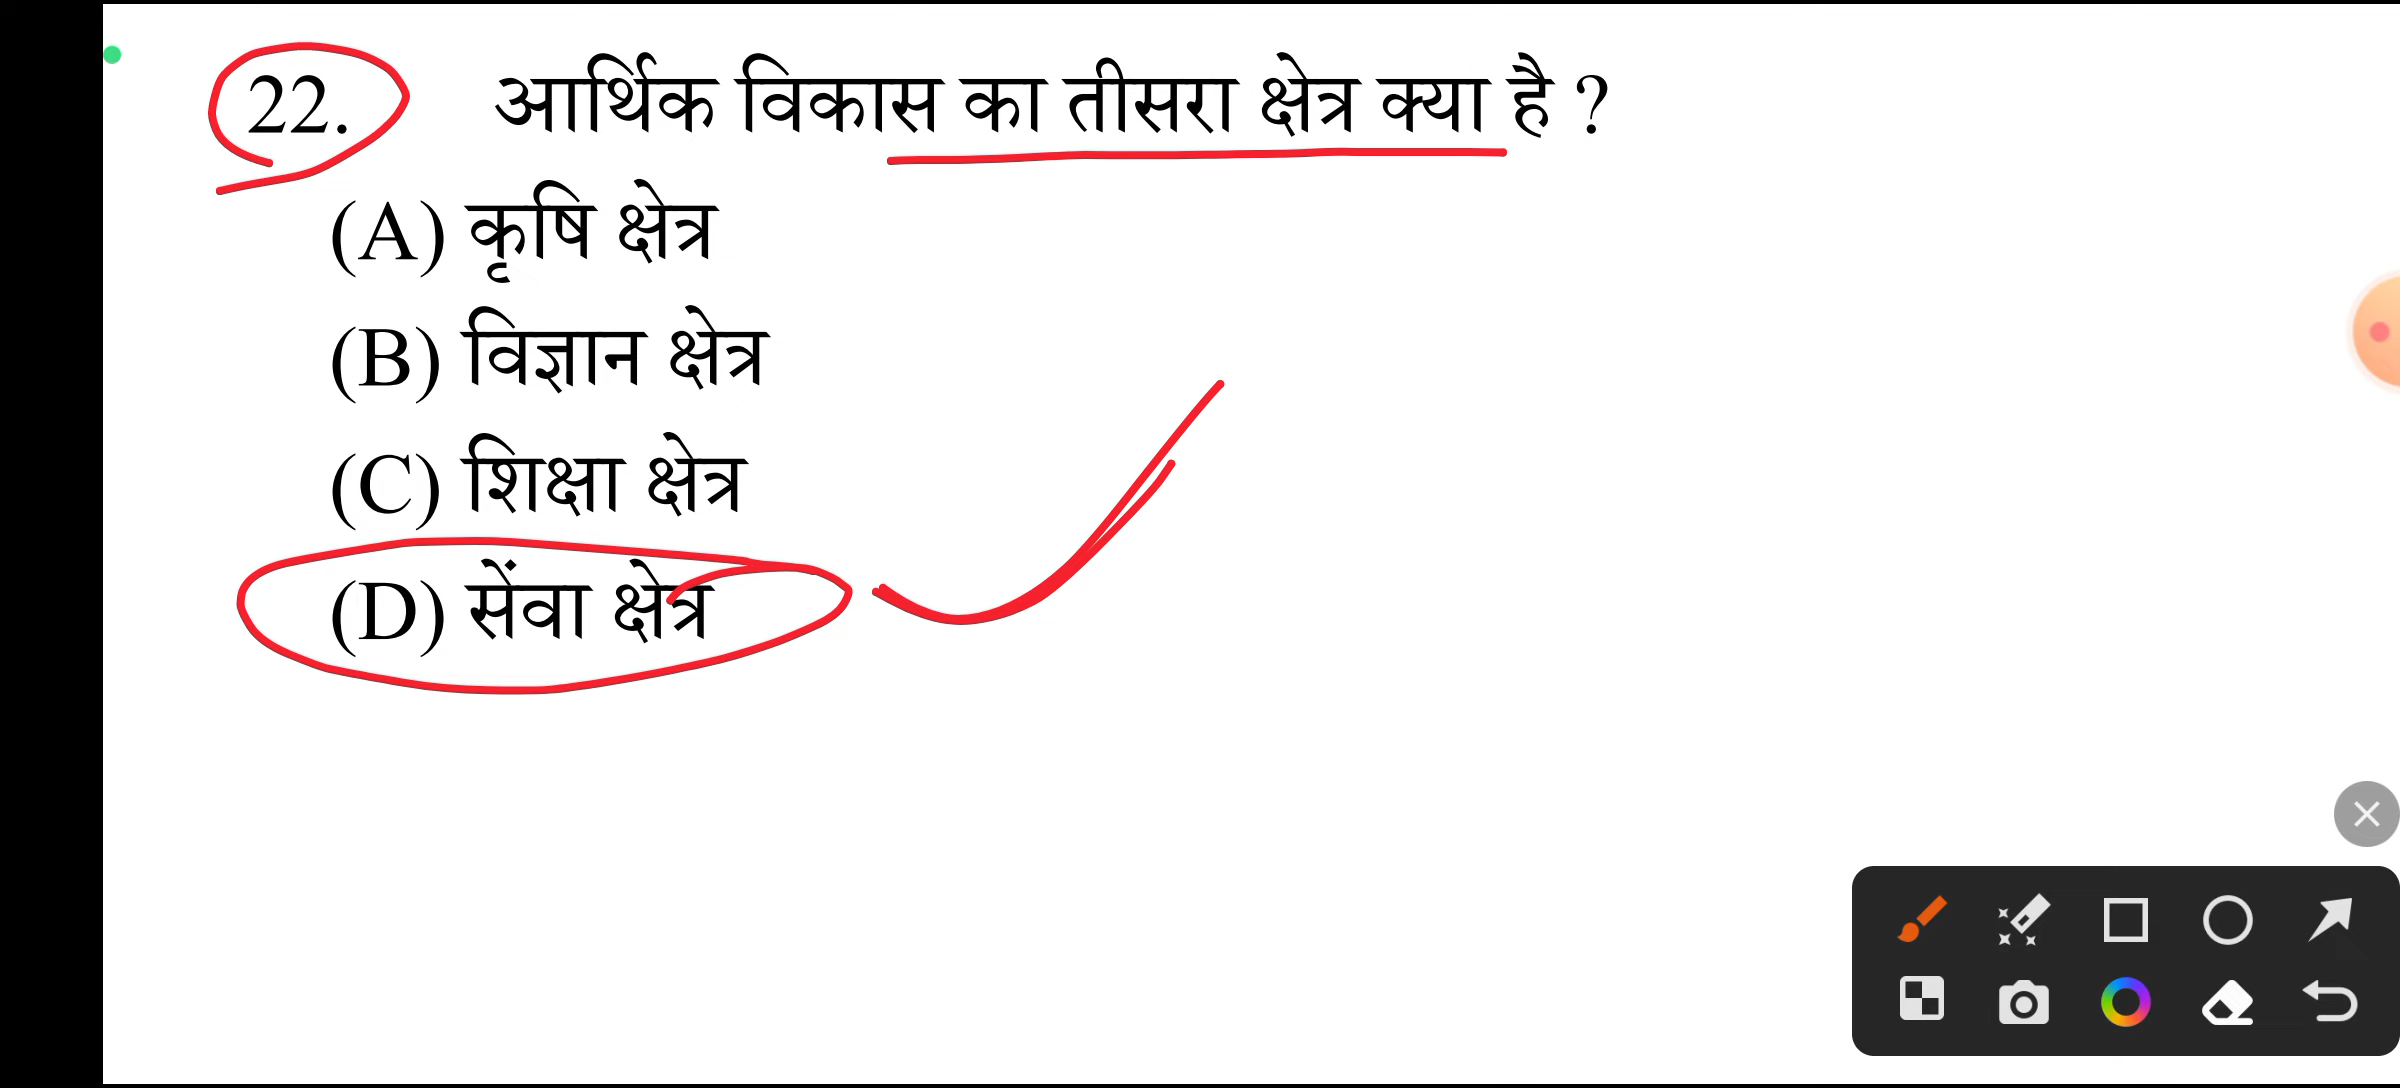 22. आर्थिक विकास का तीसरा क्षेत्र क्या है ?
(A) कृषि क्षेत्र
(B) विज्ञान क्षेत्र
(C) शिक्षा क्षेत्र
(D) सेंवा क्षेत्र